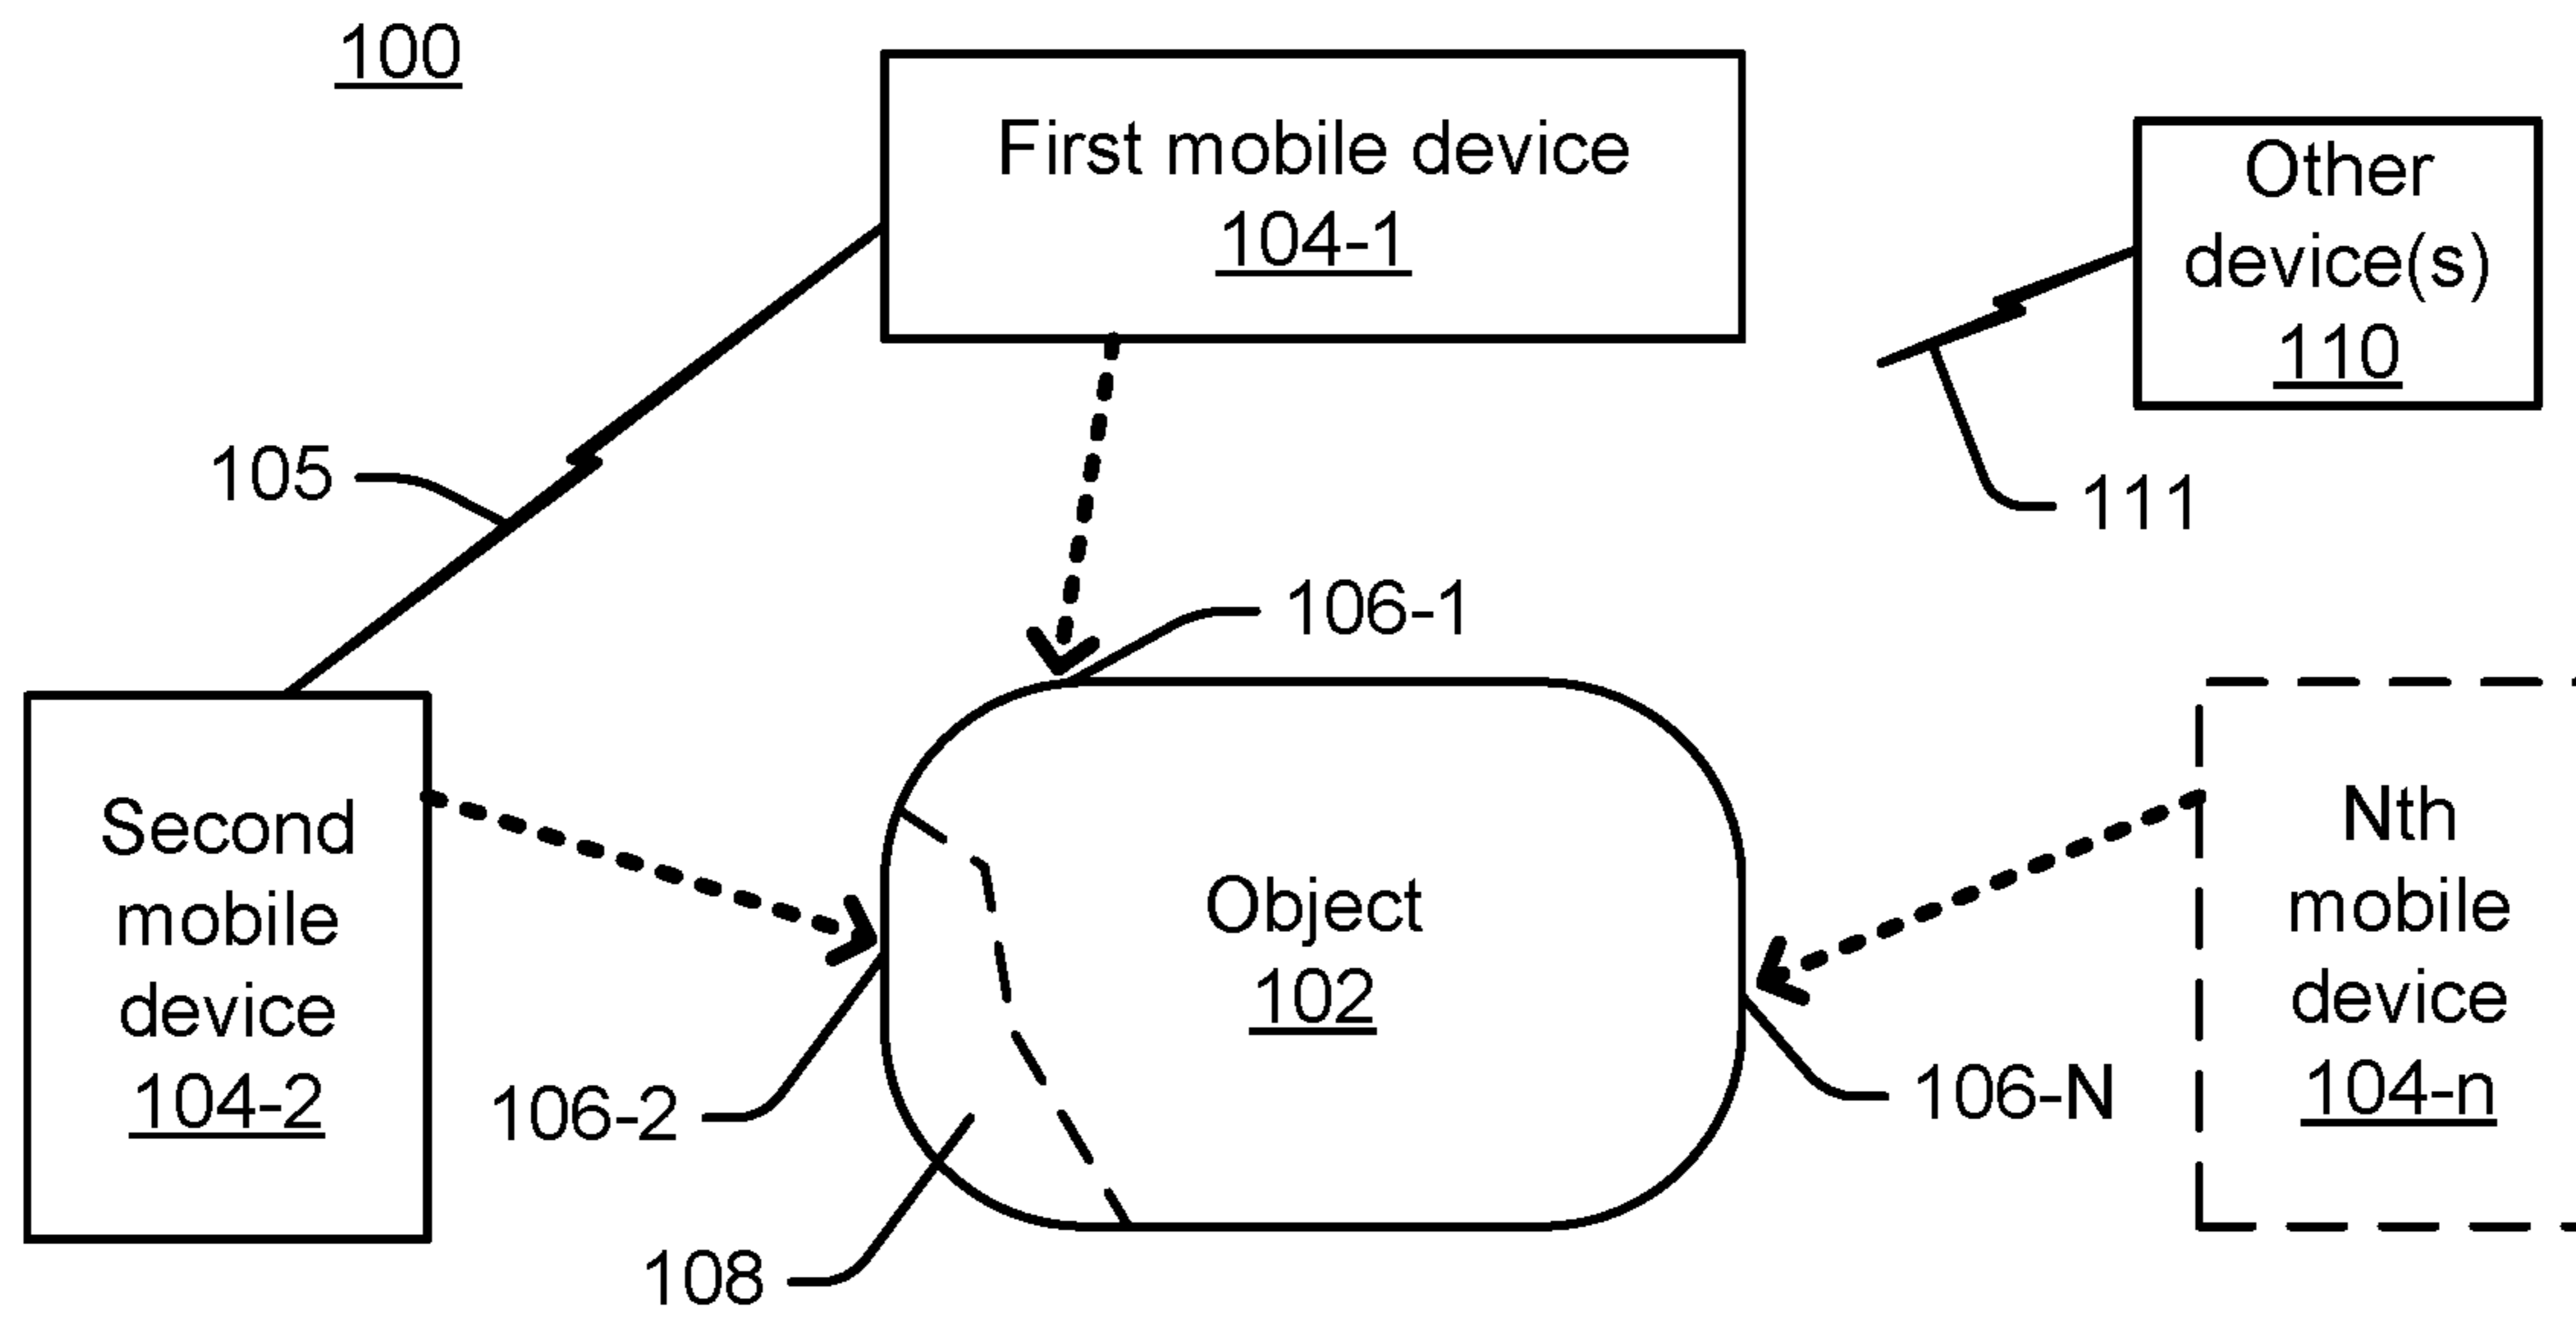 100
First mobile device
104-1
Other
device(s)
110
105
111
106-1
Second
mobile
device
104-2
Object
102
Nth
mobile
device
104-n
106-2
106-N
108